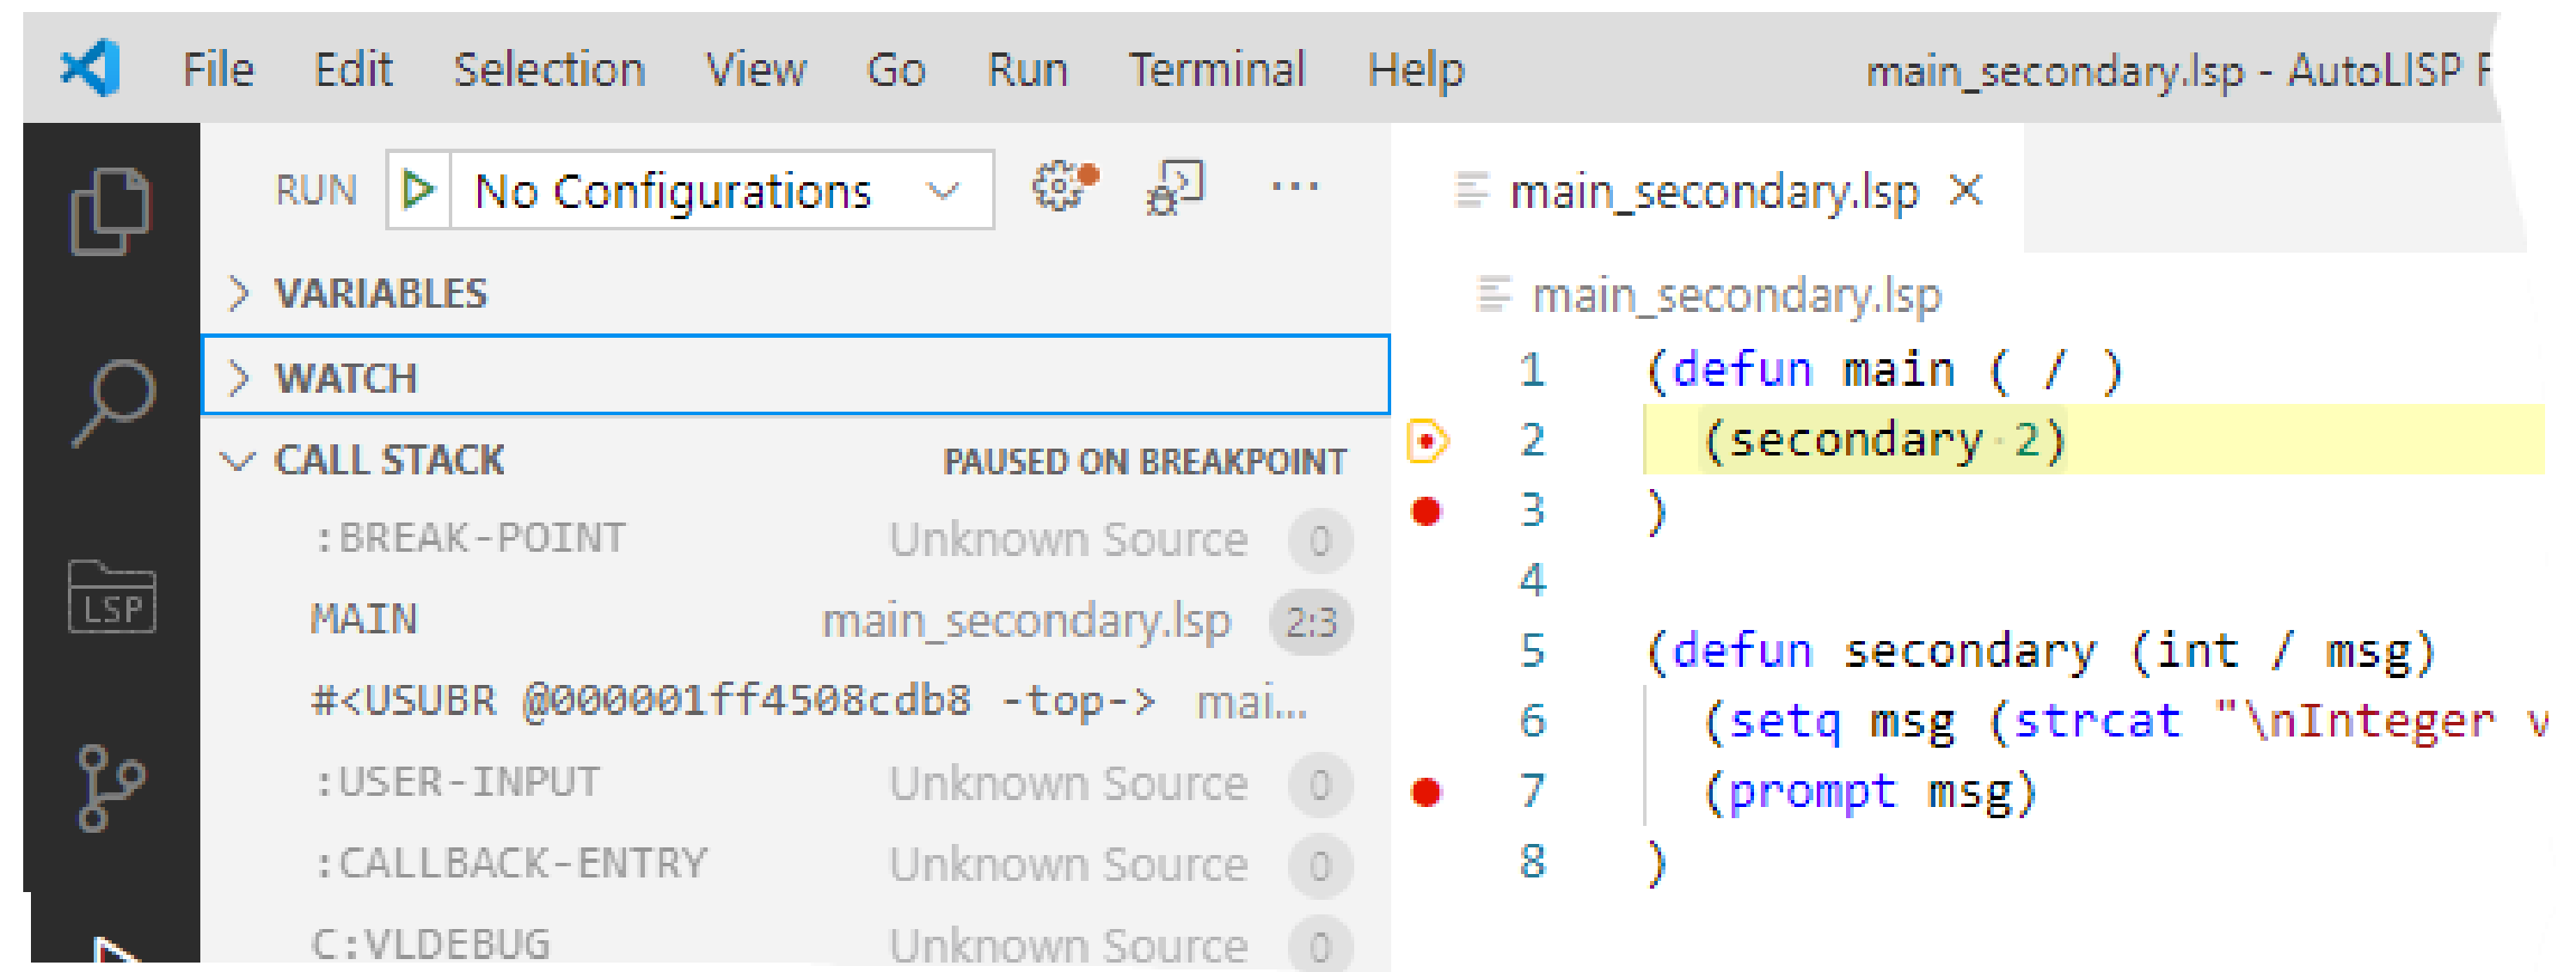 File Edit Selection View Go Run Terminal Help main_secondary.lsp - AutoLISP
RUN No Configurations ...
VARIABLES
WATCH
CALL STACK PAUSED ON BREAKPOINT
:BREAK-POINT Unknown Source 0
MAIN main_secondary.lsp 2:3
#<USUBR @000001ff4508cdb8 -top-> mai...
:USER-INPUT Unknown Source 0
:CALLBACK-ENTRY Unknown Source 0
C:VLDEBUG Unknown Source 0
LSP
main_secondary.lsp
main_secondary.lsp
1 (defun main ( / )
2 (secondary 2)
3 )
4
5 (defun secondary (int / msg)
6 (setq msg (strcat "\nInteger v
7 (prompt msg)
8 )